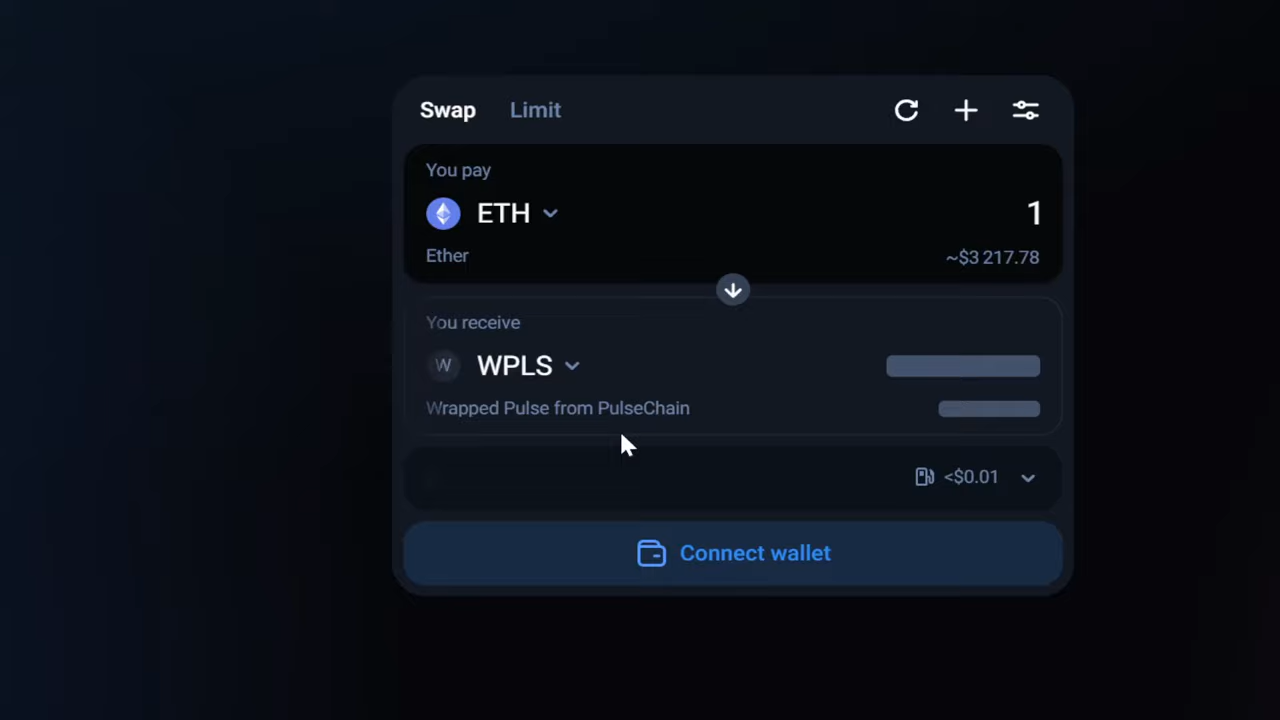 Swap Limit
You pay
ETH 1
Ether ~$3 217.78
You receive
W WPLS
Wrapped Pulse from PulseChain
<$0.01
Connect wallet